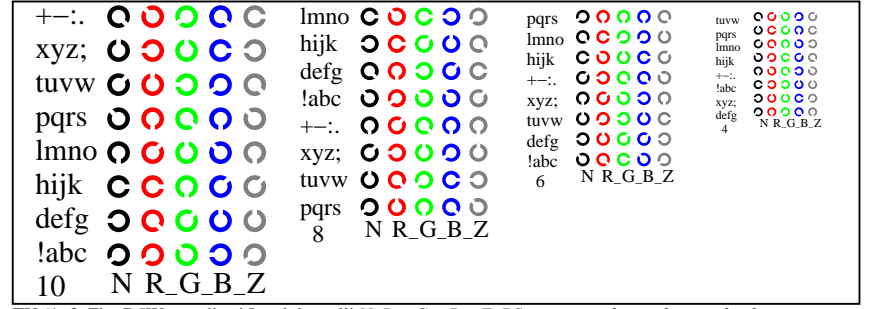 +−:.
xyz;
tuvw
pqrs
lmno
hijk
defg
!abc
10 N R_G_B_Z
lmno
hijk
defg
!abc
+−:.
xyz;
tuvw
pqrs
8 N R_G_B_Z
pqrs
lmno
hijk
+−:.
xyz;
tuvw
defg
!abc
6 N R_G_B_Z
tuvw
pqrs
lmno
hijk
+−:.
!abc
xyz;
defg
4 N R_G_B_Z